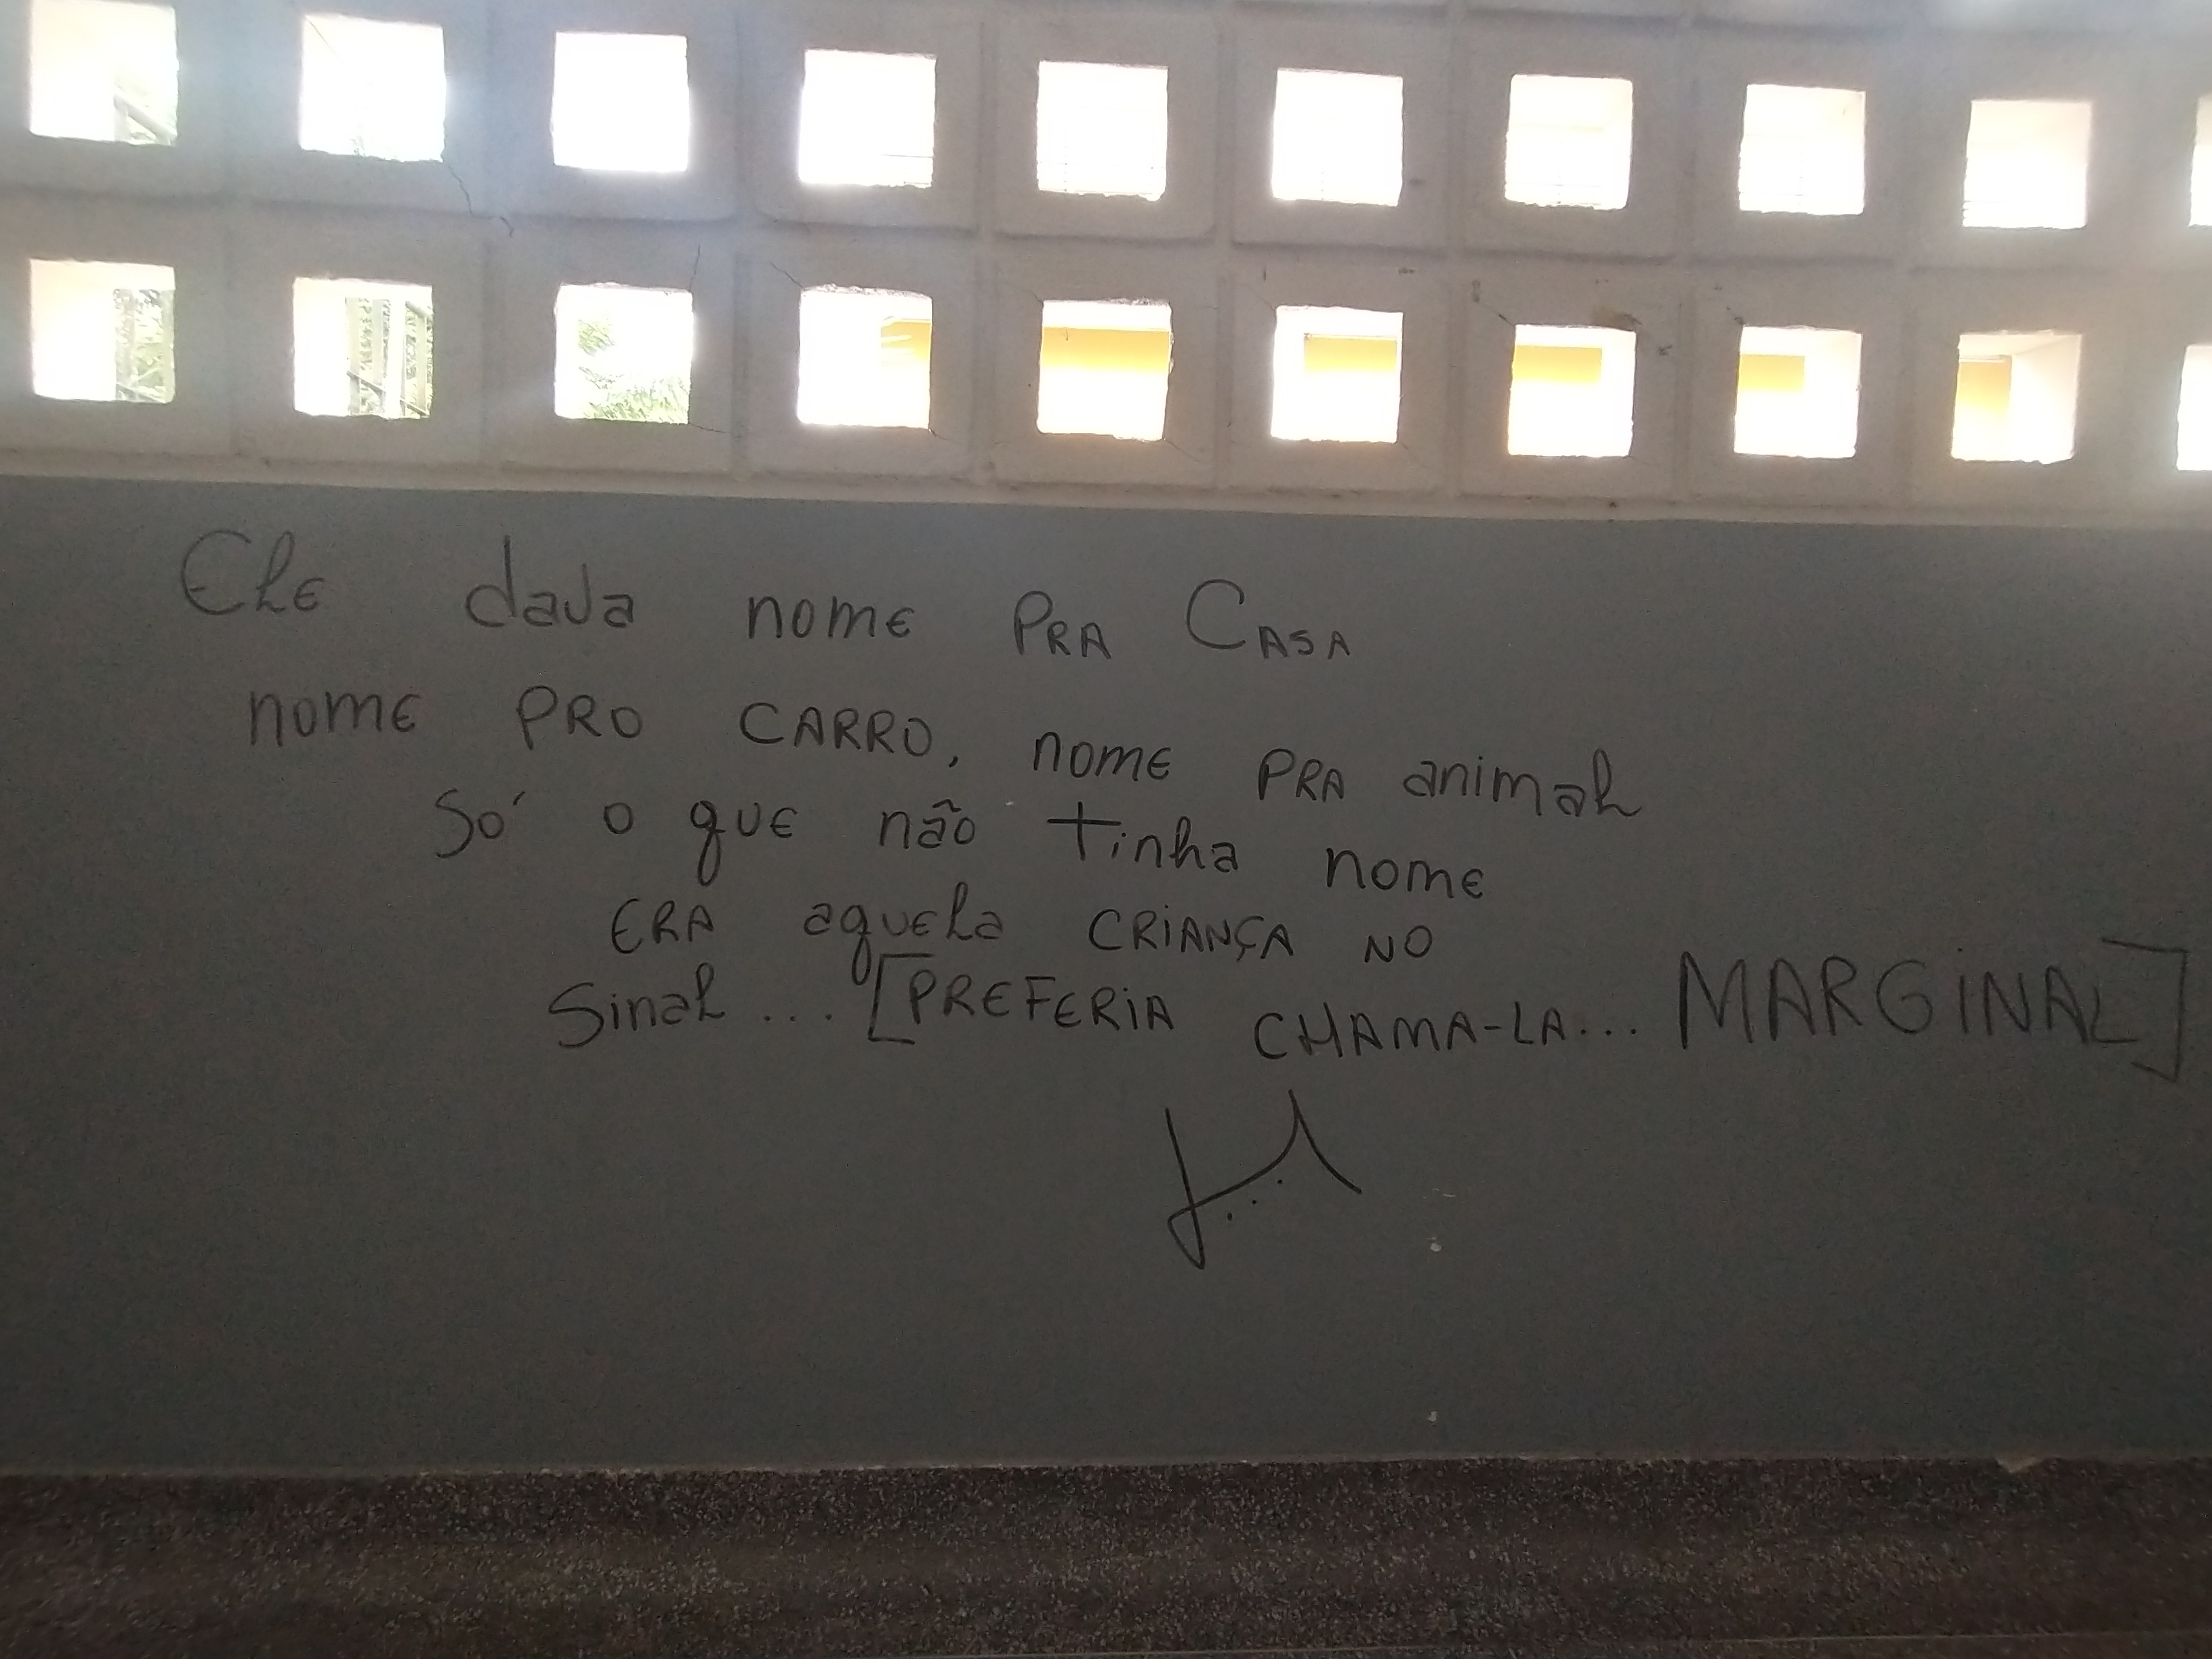 Ele dava nome PRA CASA
nome PRO CARRO, nome PRA animal
Só o que não tinha nome
ERA aquela CRIANÇA NO
Sinal... [PREFERIA CHAMA-LA... MARGINAL]